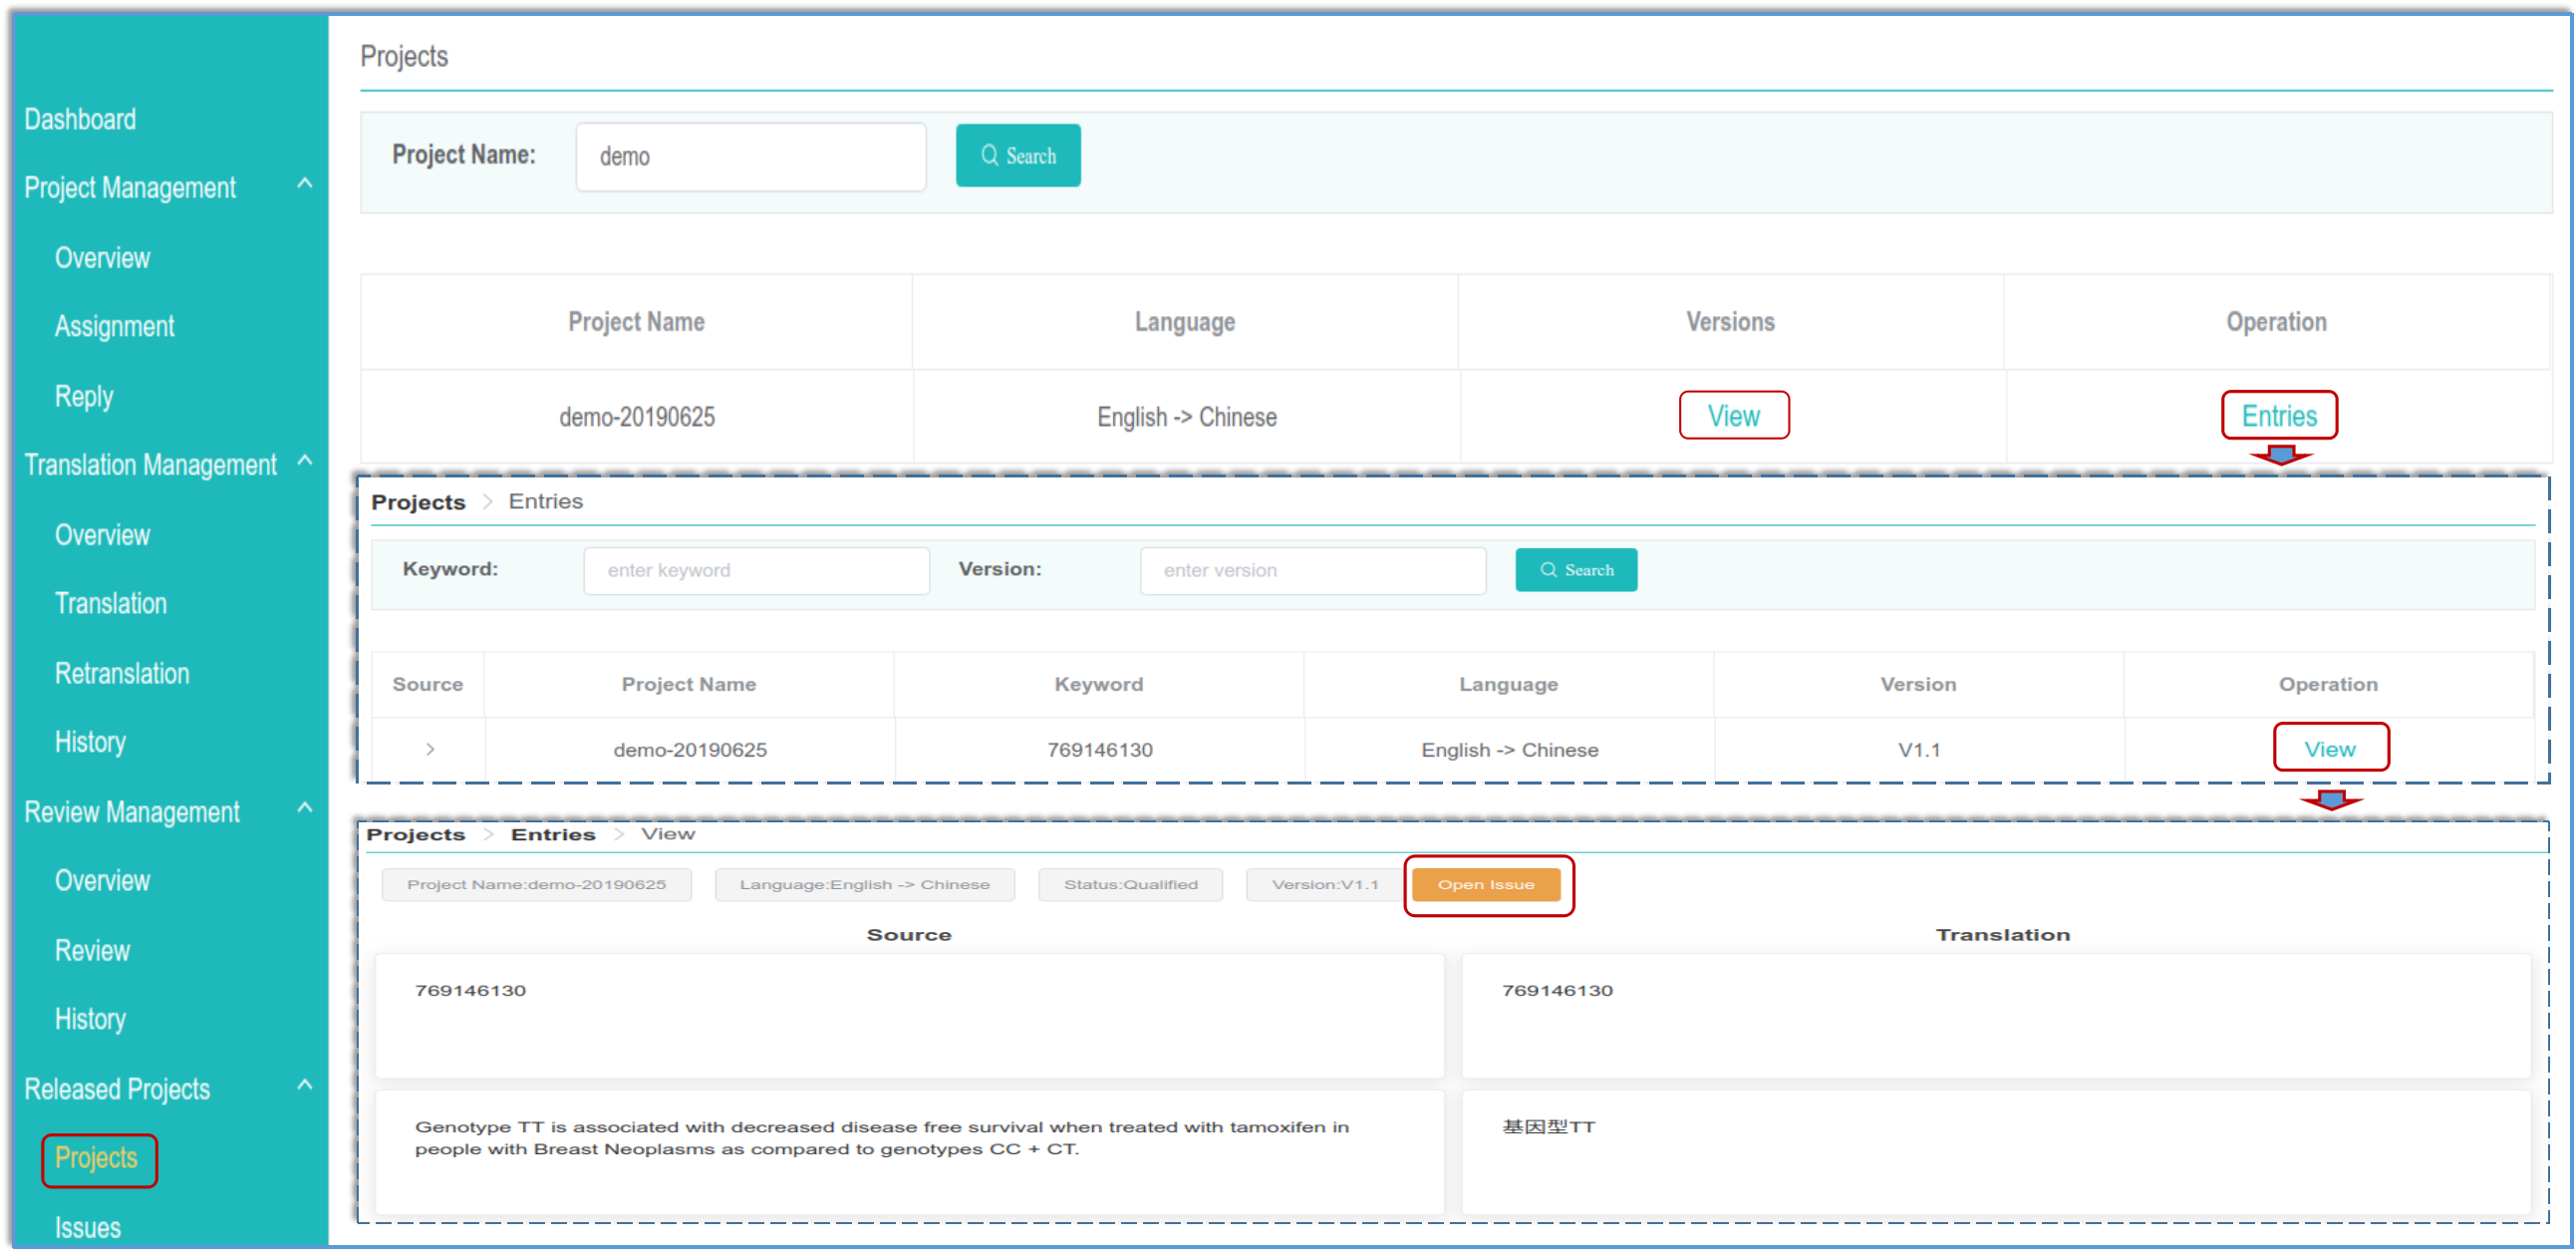 Dashboard
Project Management
Overview
Assignment
Reply
Translation Management
Overview
Translation
Retranslation
History
Review Management
Overview
Review
History
Released Projects
Projects
Issues
Projects
Project Name: demo Search
Project Name Language Versions Operation
demo-20190625 English -> Chinese View Entries
Projects > Entries
Keyword: enter keyword Version: enter version Search
Source Project Name Keyword Language Version Operation
> demo-20190625 769146130 English -> Chinese V1.1 View
Projects > Entries > View
Project Name:demo-20190625 Language:English -> Chinese Status:Qualified Version:V1.1 Open Issue
Source Translation
769146130 769146130
Genotype TT is associated with decreased disease free survival when treated with tamoxifen in
people with Breast Neoplasms as compared to genotypes CC + CT.
基因型TT